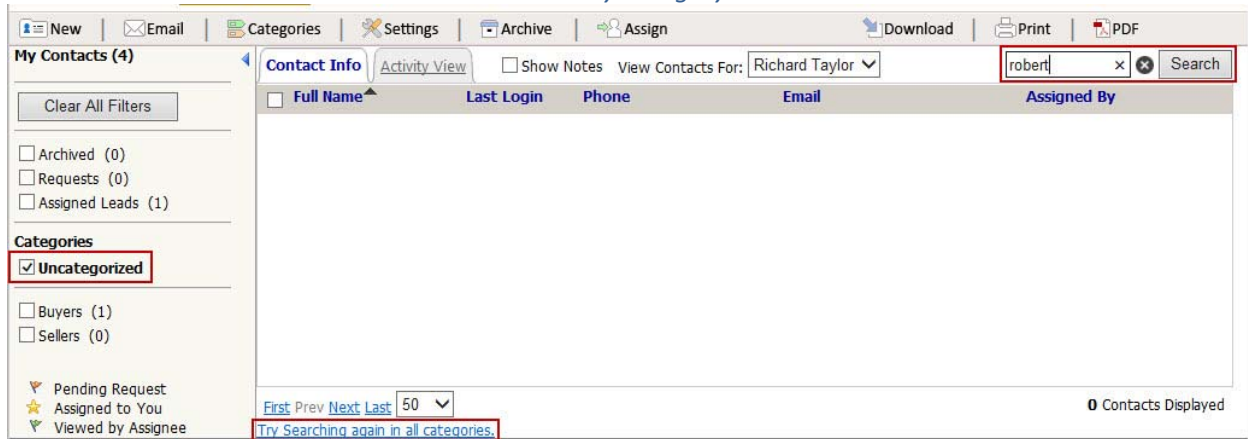 New | Email | Categories | Settings | Archive | Assign Download | Print | PDF
My Contacts (4)
Contact Info Activity View Show Notes View Contacts For: Richard Taylor robert × Search
Clear All Filters
Full Name Last Login Phone Email Assigned By
Archived (0)
Requests (0)
Assigned Leads (1)
Categories
Uncategorized
Buyers (1)
Sellers (0)
Pending Request
Assigned to You
Viewed by Assignee
First Prev Next Last 50 0 Contacts Displayed
Try Searching again in all categories.